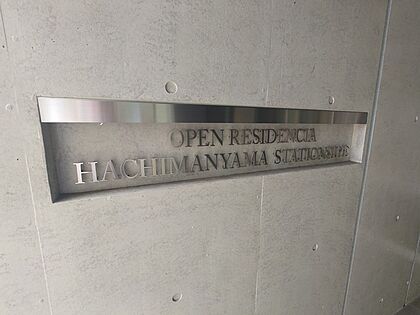 OPEN RESIDENCIA
HACHIMANYAMA STATIONSIDE